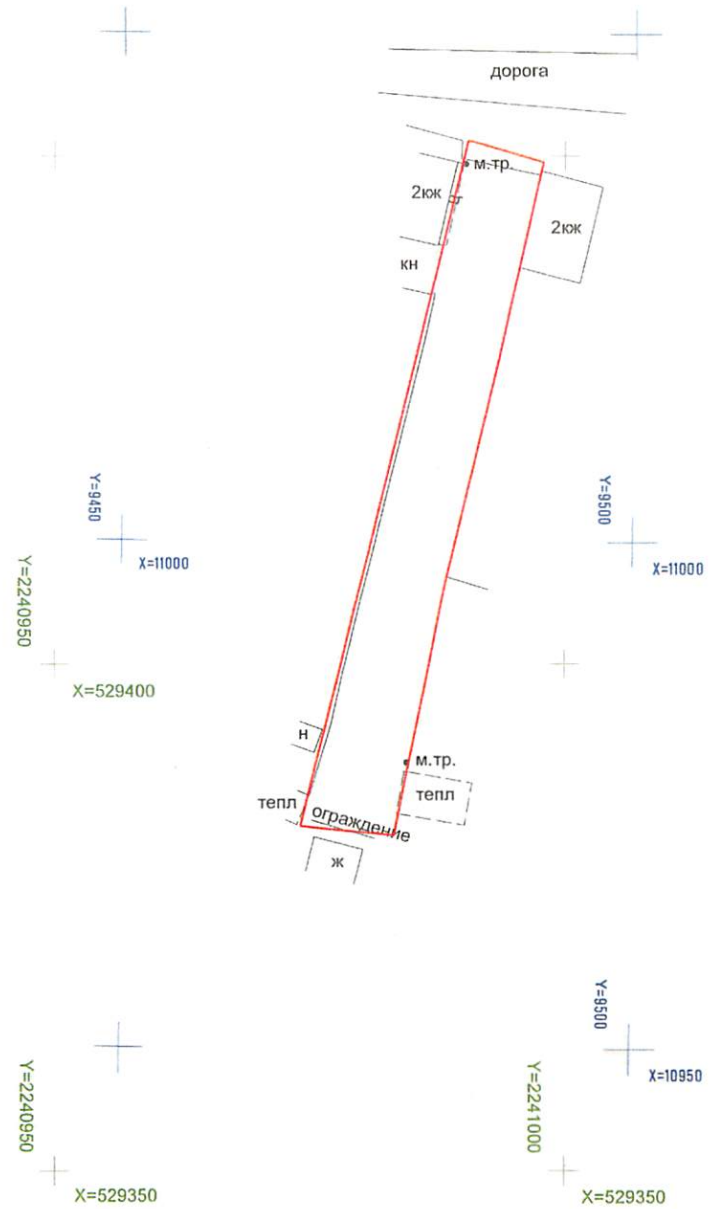 дорога
м.тр.
2кж
2кж
кн
Y=9450
X=11000
Y=9500
X=11000
Y=2240950
X=529400
н
м.тр.
тепл
тепл
ограждение
ж
Y=9500
X=10950
Y=2240950
X=529350
Y=2241000
X=529350